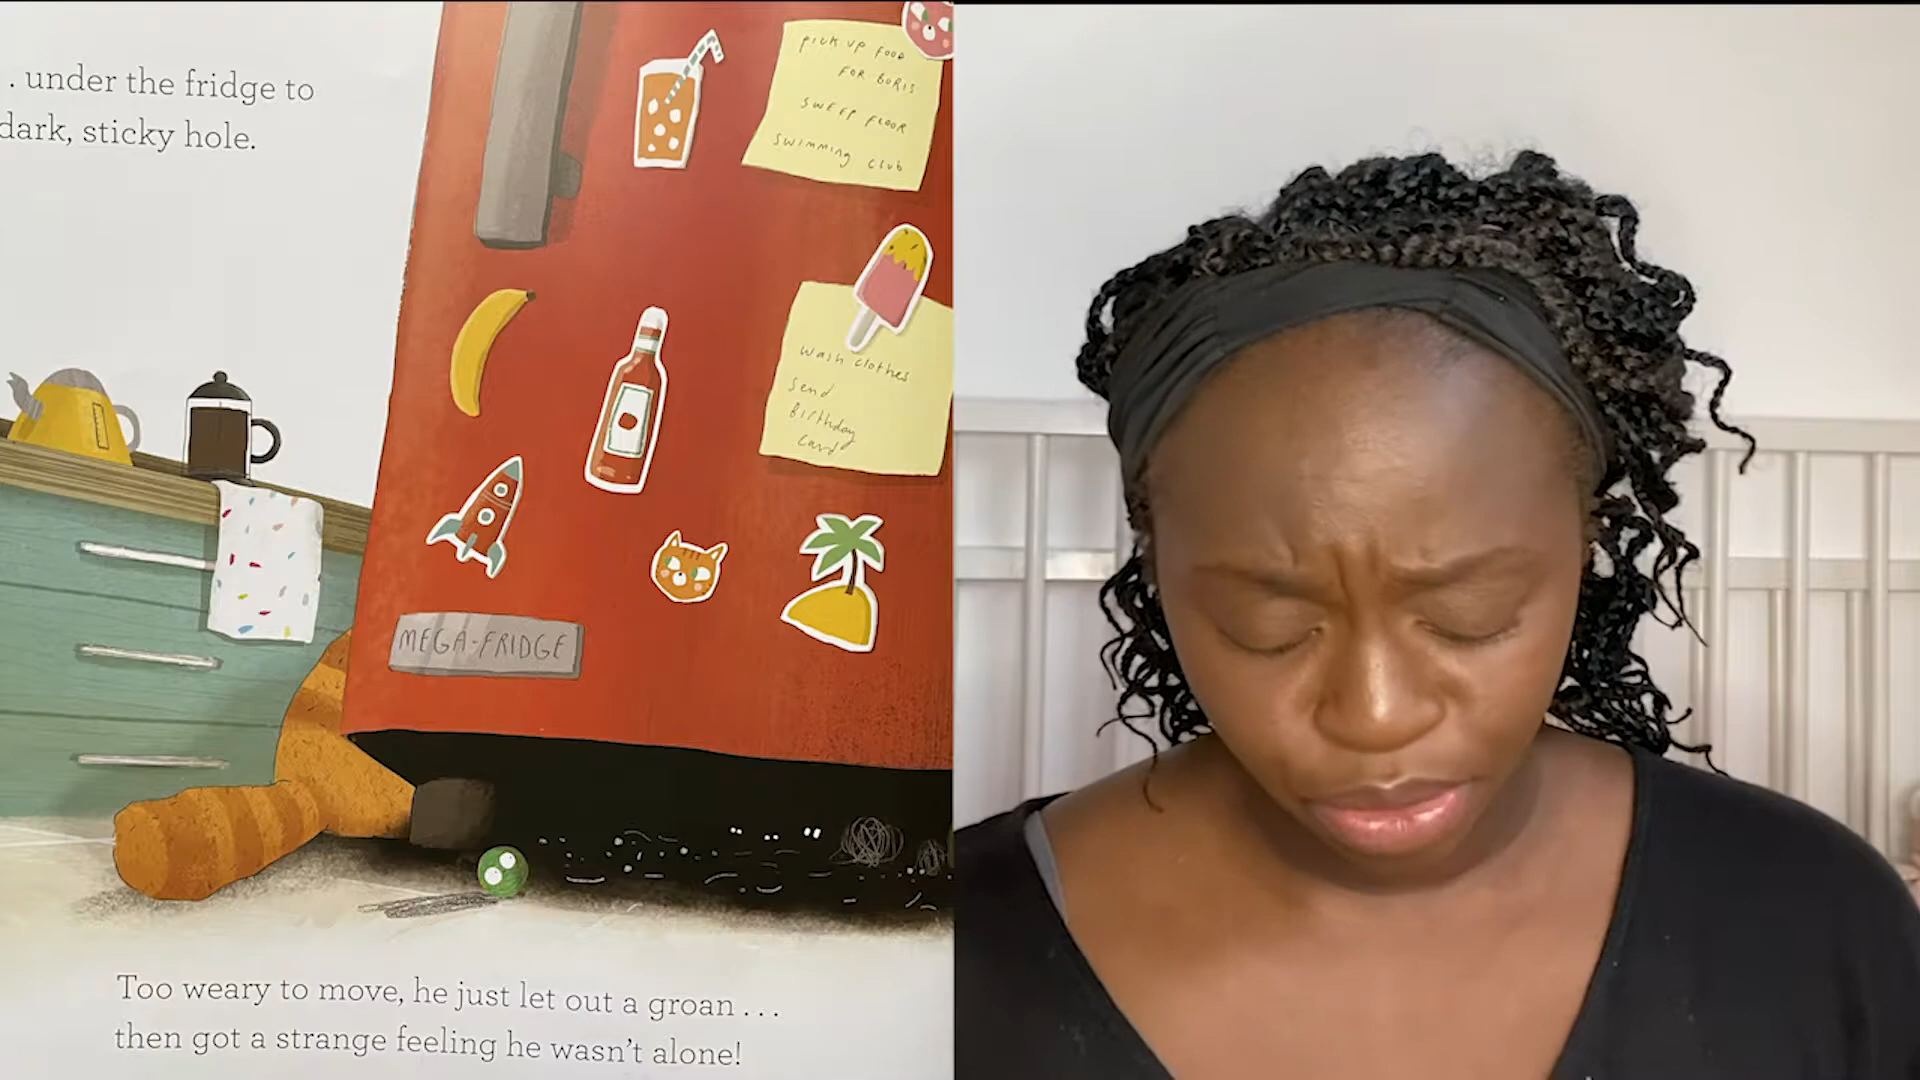 . under the fridge to
dark, sticky hole.
pick up food
FOR BORIS
SWEEP FLOOR
Swimming club
wash clothes
Send
Birthday
Card
MEGA-FRIDGE
Too weary to move, he just let out a groan . . .
then got a strange feeling he wasn't alone!